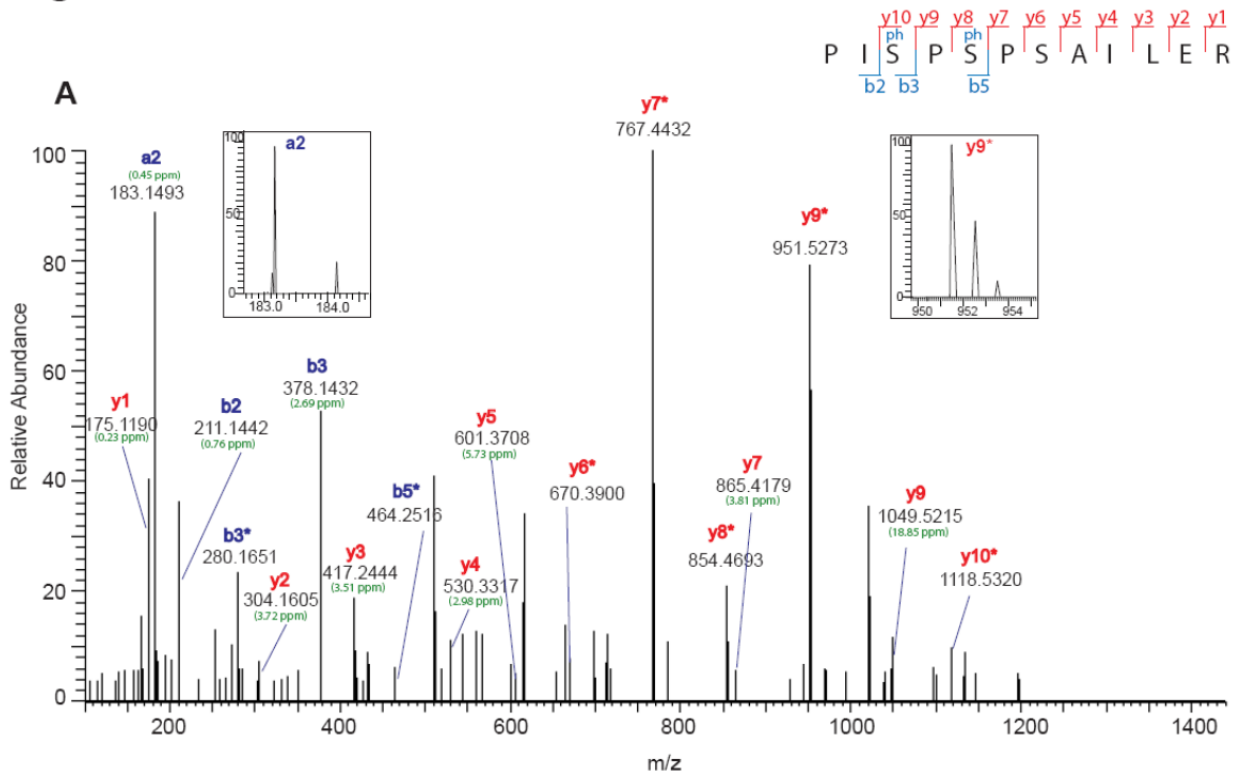 y10 y9 y8 y7 y6 y5 y4 y3 y2 y1
ph ph
P I S P S P S A I L E R
b2 b3 b5
A
y7*
767.4432
a2
(0.45 ppm)
183.1493
100
50
0
a2
183.0 184.0
100
50
0
y9*
950 952 954
y9*
951.5273
b3
378.1432
(2.69 ppm)
y1
175.1190
(0.23 ppm)
b2
211.1442
(0.76 ppm)
y5
601.3708
(5.73 ppm)
y6*
670.3900
y7
865.4179
(3.81 ppm)
b5*
464.2516
y9
1049.5215
(18.85 ppm)
b3*
280.1651
y2
304.1605
(3.72 ppm)
y3
417.2444
(3.51 ppm)
y4
530.3317
(2.98 ppm)
y8*
854.4693
y10*
1118.5320
Relative Abundance
100
80
60
40
20
0
200 400 600 800 1000 1200 1400
m/z